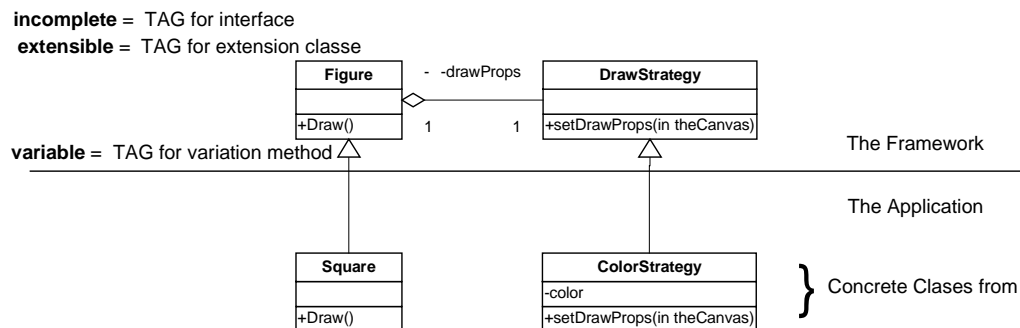 incomplete = TAG for interface
extensible = TAG for extension classe
Figure
- -drawProps
DrawStrategy
+Draw()
1
1
+setDrawProps(in theCanvas)
variable = TAG for variation method
The Framework
The Application
Square
ColorStrategy
-color
} Concrete Clases from
+Draw()
+setDrawProps(in theCanvas)